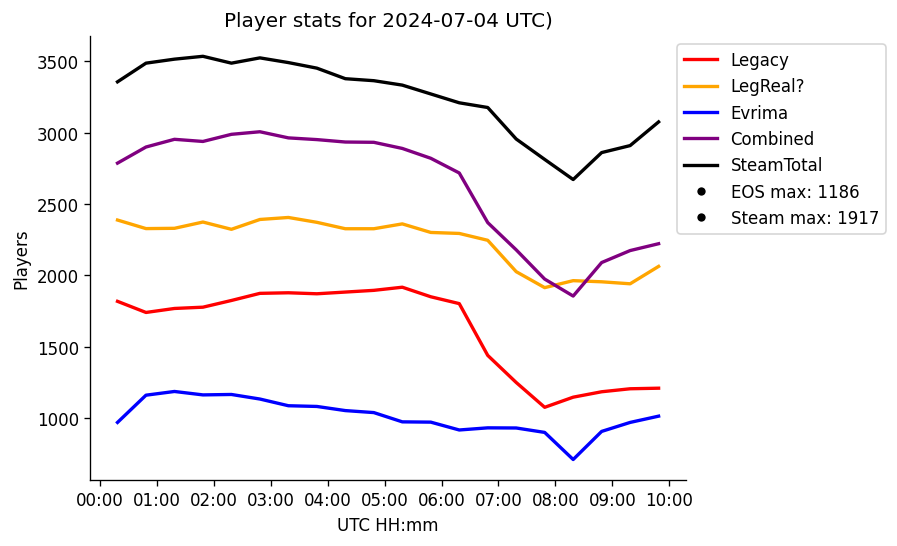 Player stats for 2024-07-04 UTC)
Legacy
LegReal?
Evrima
Combined
SteamTotal
EOS max: 1186
Steam max: 1917
Players
3500
3000
2500
2000
1500
1000
00:00 01:00 02:00 03:00 04:00 05:00 06:00 07:00 08:00 09:00 10:00
UTC HH:mm